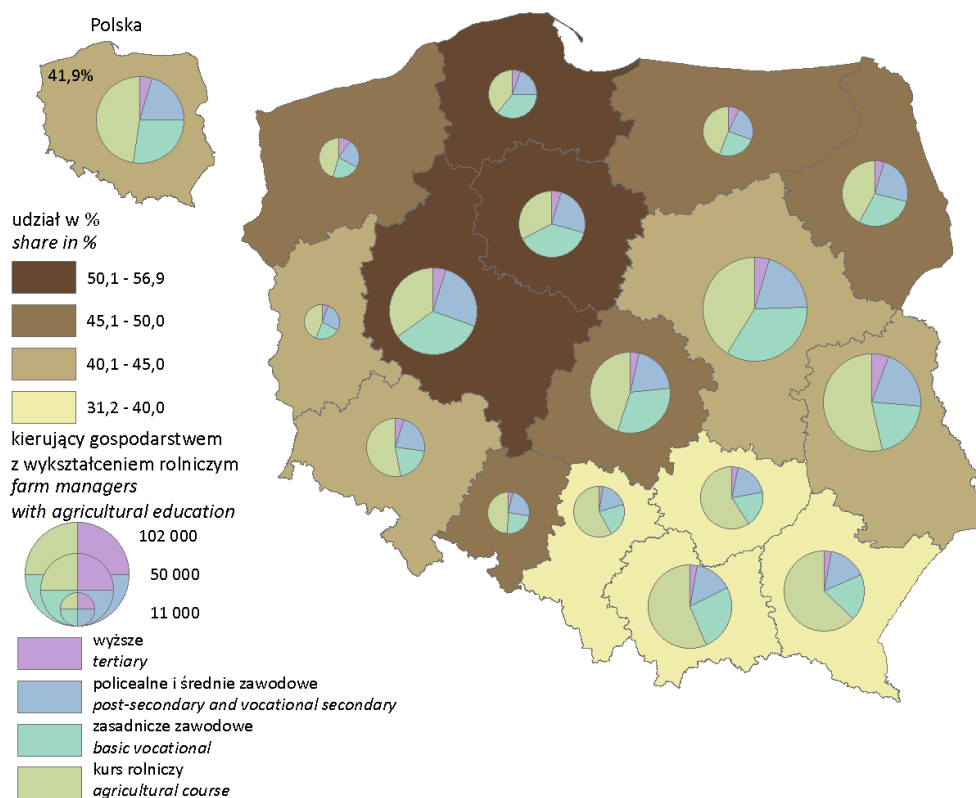 Polska
41,9%
udział w %
share in %
50,1 - 56,9
45,1 - 50,0
40,1 - 45,0
31,2 - 40,0
kierujący gospodarstwem
z wykształceniem rolniczym
farm managers
with agricultural education
102 000
50 000
11 000
wyższe
tertiary
policealne i średnie zawodowe
post-secondary and vocational secondary
zasadnicze zawodowe
basic vocational
kurs rolniczy
agricultural course